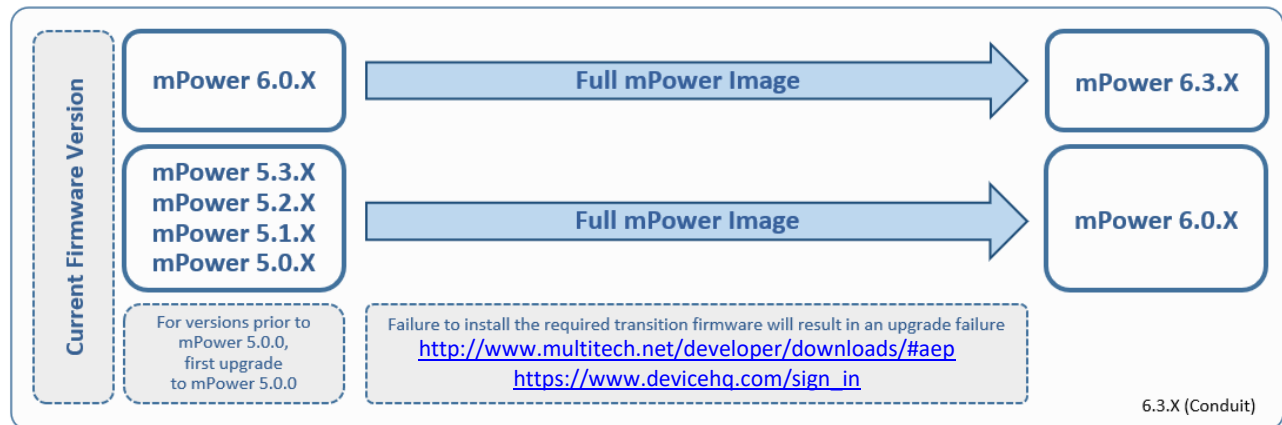 Current Firmware Version
mPower 6.0.X
Full mPower Image
mPower 6.3.X
mPower 5.3.X
mPower 5.2.X
mPower 5.1.X
mPower 5.0.X
Full mPower Image
mPower 6.0.X
For versions prior to
mPower 5.0.0,
first upgrade
to mPower 5.0.0
Failure to install the required transition firmware will result in an upgrade failure
http://www.multitech.net/developer/downloads/#aep
https://www.devicehq.com/sign_in
6.3.X (Conduit)